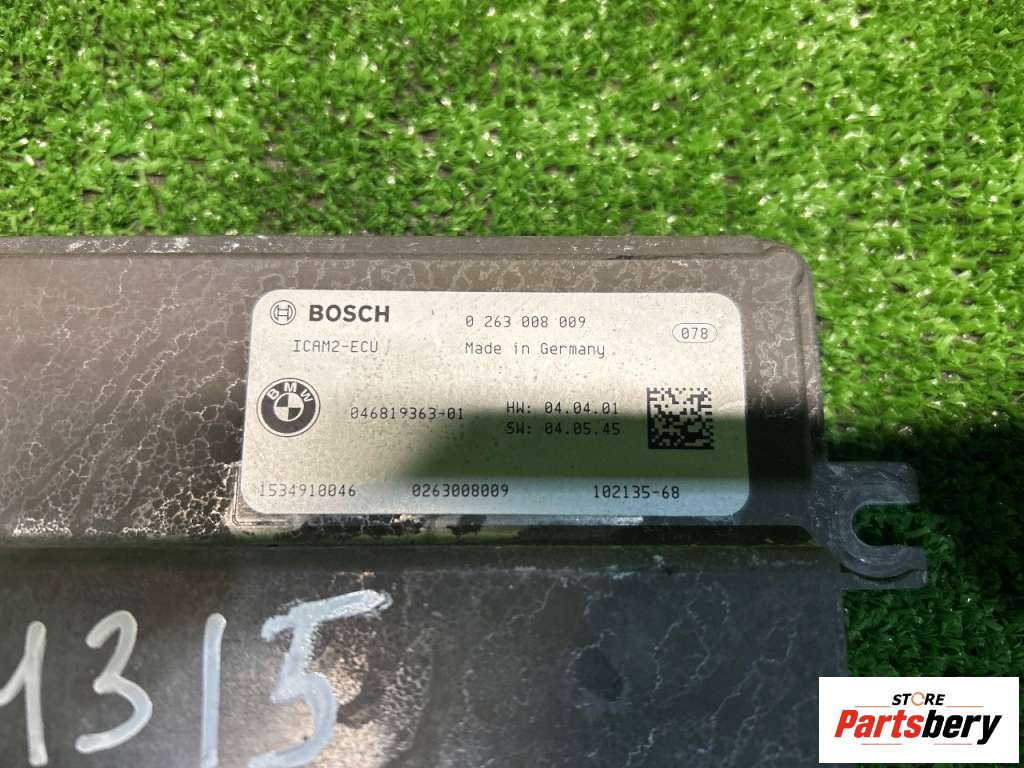 BOSCH 0 263 008 009 078
ICAM2-ECU Made in Germany
BMW
046819363-01 HW: 04.04.01
SW: 04.05.45
1534910046 0263008009 102135-68
1315
STORE
Partsbery